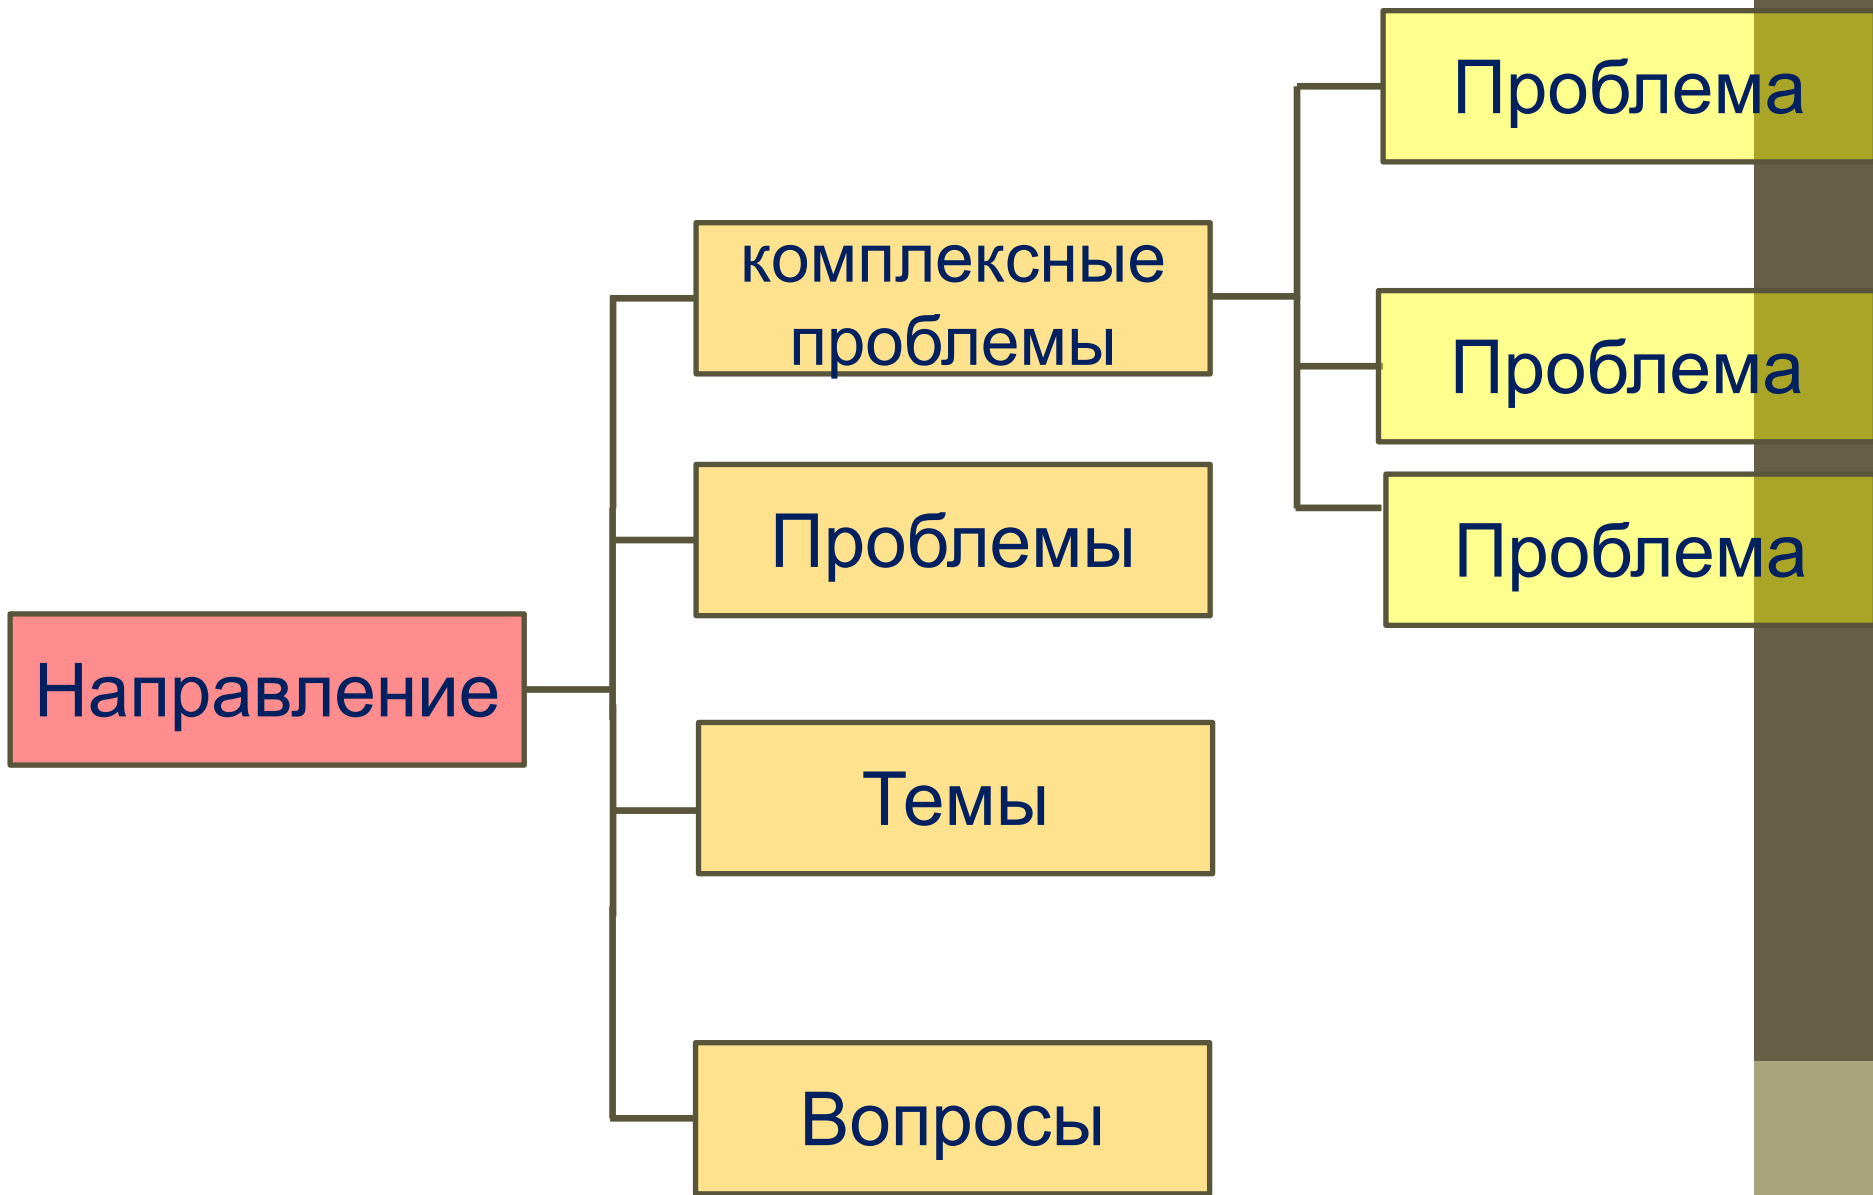 Проблема
комплексные
проблемы
Проблема
Проблемы
Проблема
Направление
Темы
Вопросы